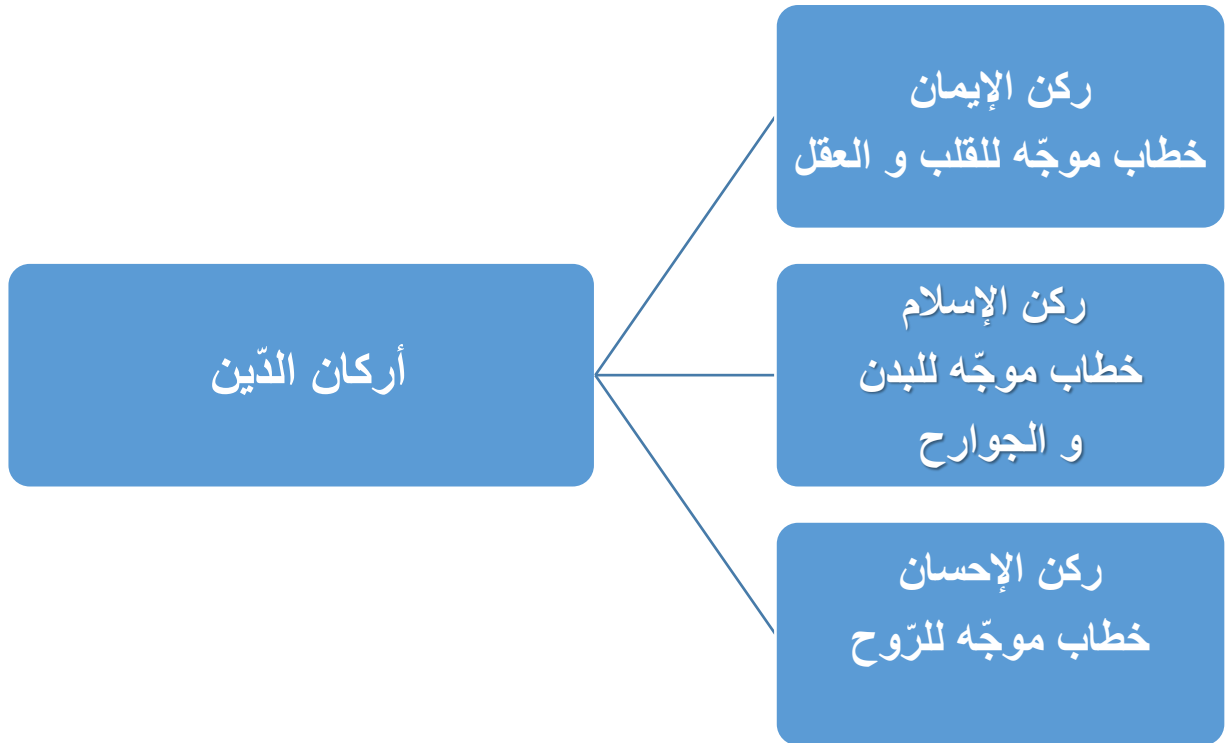 أركان الدّين
ركن الإيمان
خطاب موجّه للقلب و العقل
ركن الإسلام
خطاب موجّه للبدن
و الجوارح
ركن الإحسان
خطاب موجّه للرّوح